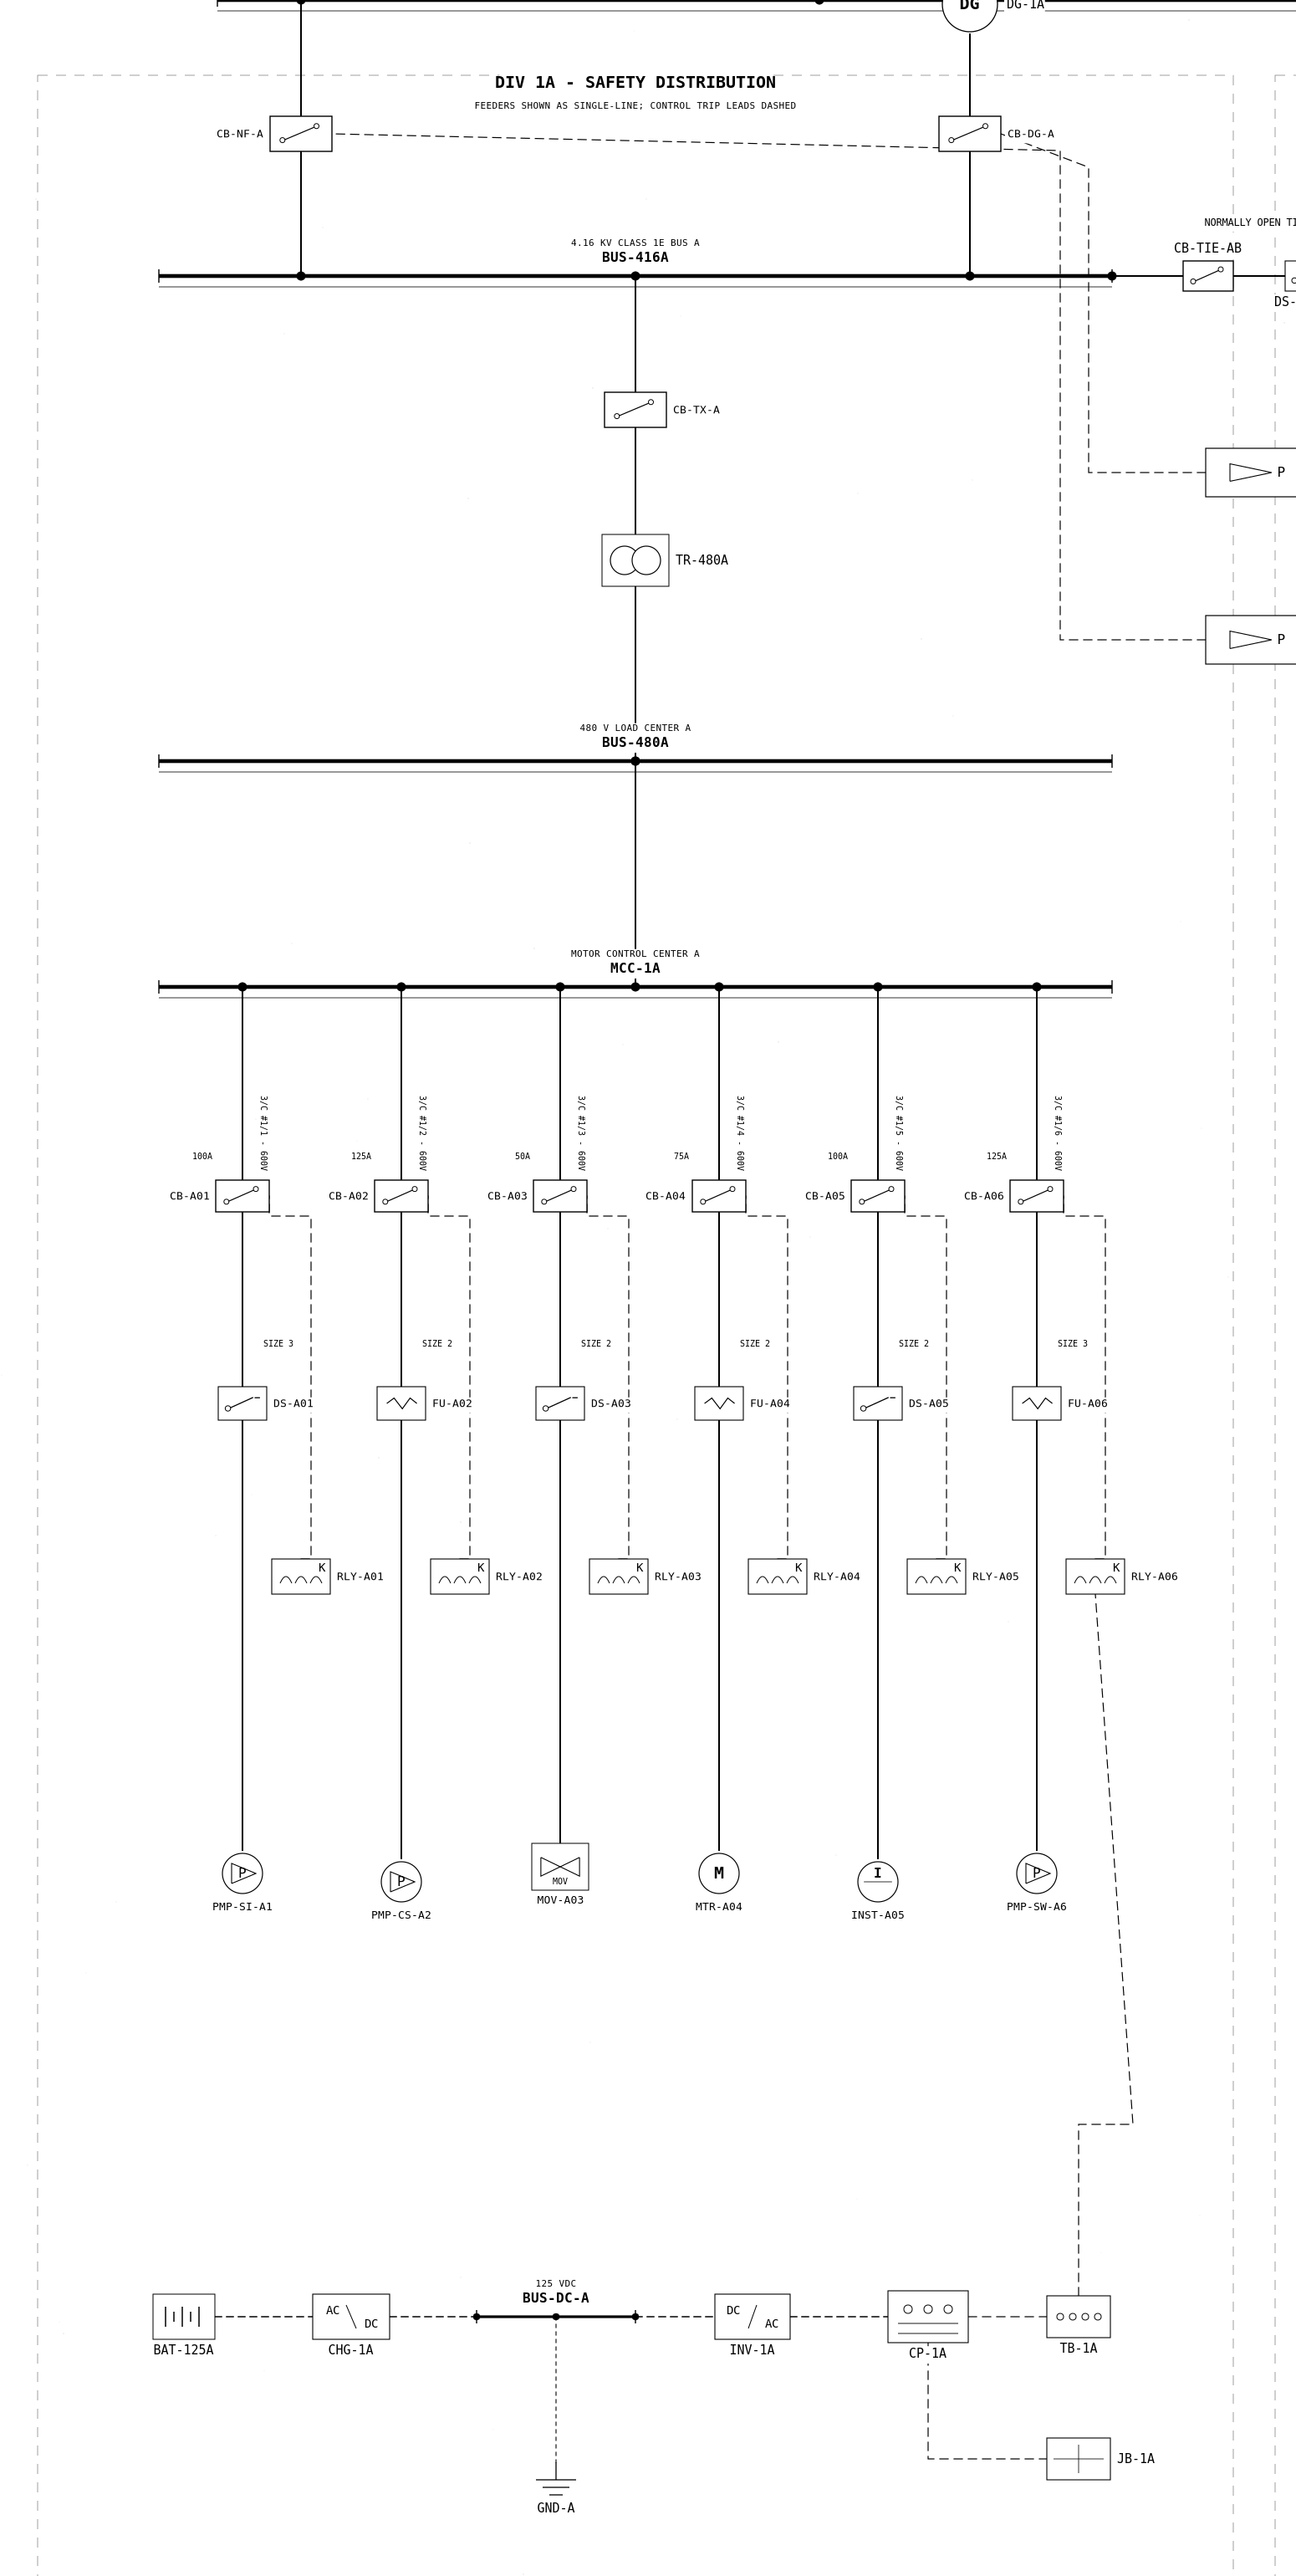 DG
DG-1A
DIV 1A - SAFETY DISTRIBUTION
FEEDERS SHOWN AS SINGLE-LINE; CONTROL TRIP LEADS DASHED
CB-NF-A
CB-DG-A
NORMALLY OPEN TI
4.16 KV CLASS 1E BUS A
CB-TIE-AB
BUS-416A
DS-
CB-TX-A
P
TR-480A
P
480 V LOAD CENTER A
BUS-480A
MOTOR CONTROL CENTER A
MCC-1A
3/C #1/1 - 600V
3/C #1/2 - 600V
3/C #1/3 - 600V
3/C #1/4 - 600V
3/C #1/5 - 600V
3/C #1/6 - 600V
100A
125A
50A
75A
100A
125A
CB-A01
CB-A02
CB-A03
CB-A04
CB-A05
CB-A06
SIZE 3
SIZE 2
SIZE 2
SIZE 2
SIZE 2
SIZE 3
DS-A01
FU-A02
DS-A03
FU-A04
DS-A05
FU-A06
K
K
K
K
K
K
RLY-A01
RLY-A02
RLY-A03
RLY-A04
RLY-A05
RLY-A06
P
P
MOV
M
I
P
PMP-SI-A1
PMP-CS-A2
MOV-A03
MTR-A04
INST-A05
PMP-SW-A6
125 VDC
BUS-DC-A
AC
DC
DC
AC
BAT-125A
CHG-1A
INV-1A
CP-1A
TB-1A
JB-1A
GND-A